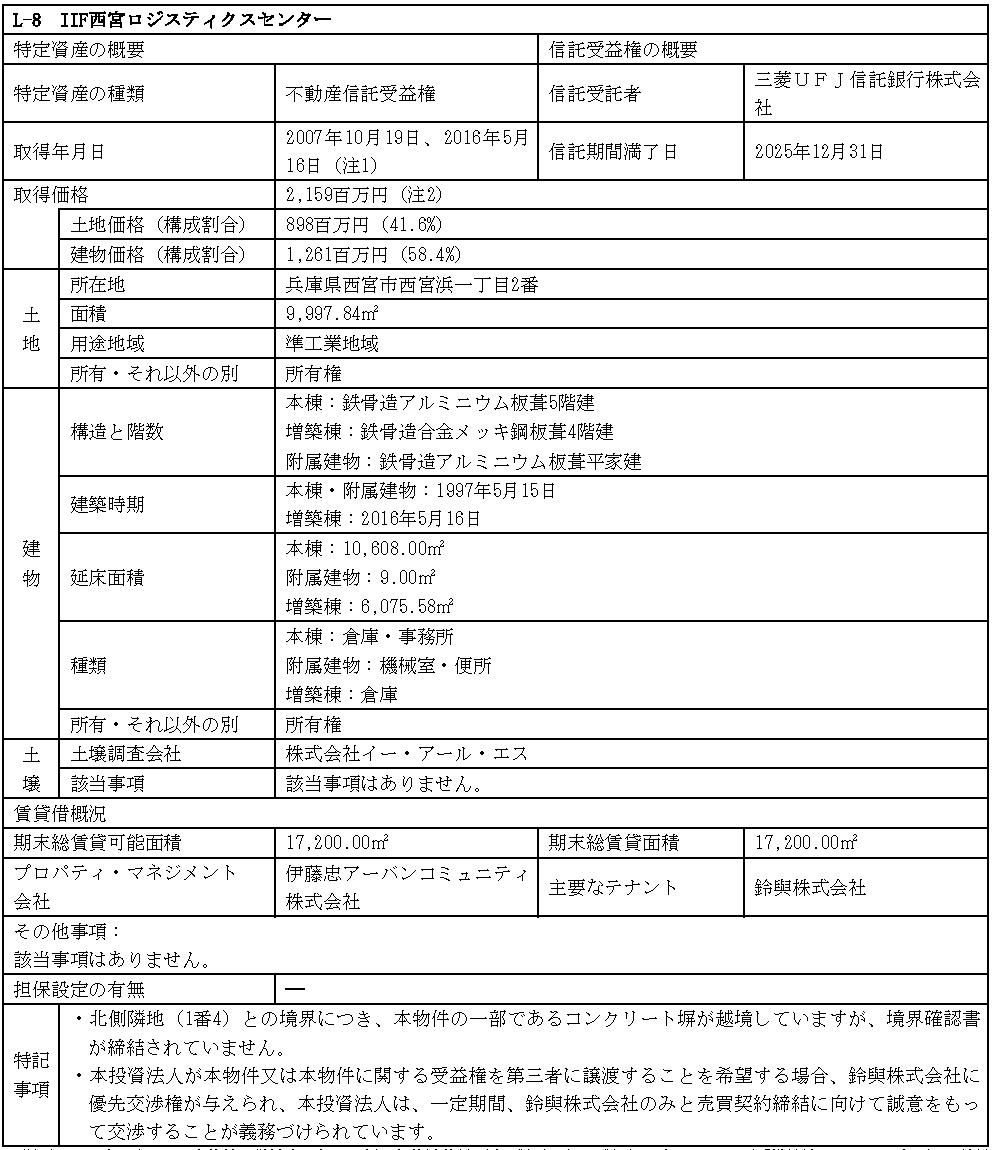 L-8 IIF西宮ロジスティクスセンター
特定資産の概要 信託受益権の概要
特定資産の種類 不動産信託受益権 信託受託者 三菱ＵＦＪ信託銀行株式会
社
取得年月日 2007年10月19日、2016年5月
16日（注1） 信託期間満了日 2025年12月31日
取得価格 2,159百万円（注2）
土地価格（構成割合） 898百万円（41.6%）
建物価格（構成割合） 1,261百万円（58.4%）
土地
所在地 兵庫県西宮市西宮浜一丁目2番
面積 9,997.84㎡
用途地域 準工業地域
所有・それ以外の別 所有権
建物
構造と階数 本棟：鉄骨造アルミニウム板葺5階建
増築棟：鉄骨造合金メッキ鋼板葺4階建
附属建物：鉄骨造アルミニウム板葺平家建
建築時期 本棟・附属建物：1997年5月15日
増築棟：2016年5月16日
延床面積 本棟：10,608.00㎡
附属建物：9.00㎡
増築棟：6,075.58㎡
種類 本棟：倉庫・事務所
附属建物：機械室・便所
増築棟：倉庫
所有・それ以外の別 所有権
土壌
土壌調査会社 株式会社イー・アール・エス
該当事項 該当事項はありません。
賃貸借概況
期末総賃貸可能面積 17,200.00㎡ 期末総賃貸面積 17,200.00㎡
プロパティ・マネジメント
会社 伊藤忠アーバンコミュニティ
株式会社 主要なテナント 鈴與株式会社
その他事項：
該当事項はありません。
担保設定の有無 ―
特記
事項
・北側隣地（1番4）との境界につき、本物件の一部であるコンクリート塀が越境していますが、境界確認書
が締結されていません。
・本投資法人が本物件又は本物件に関する受益権を第三者に譲渡することを希望する場合、鈴與株式会社に
優先交渉権が与えられ、本投資法人は、一定期間、鈴與株式会社のみと売買契約締結に向けて誠意をもっ
て交渉することが義務づけられています。